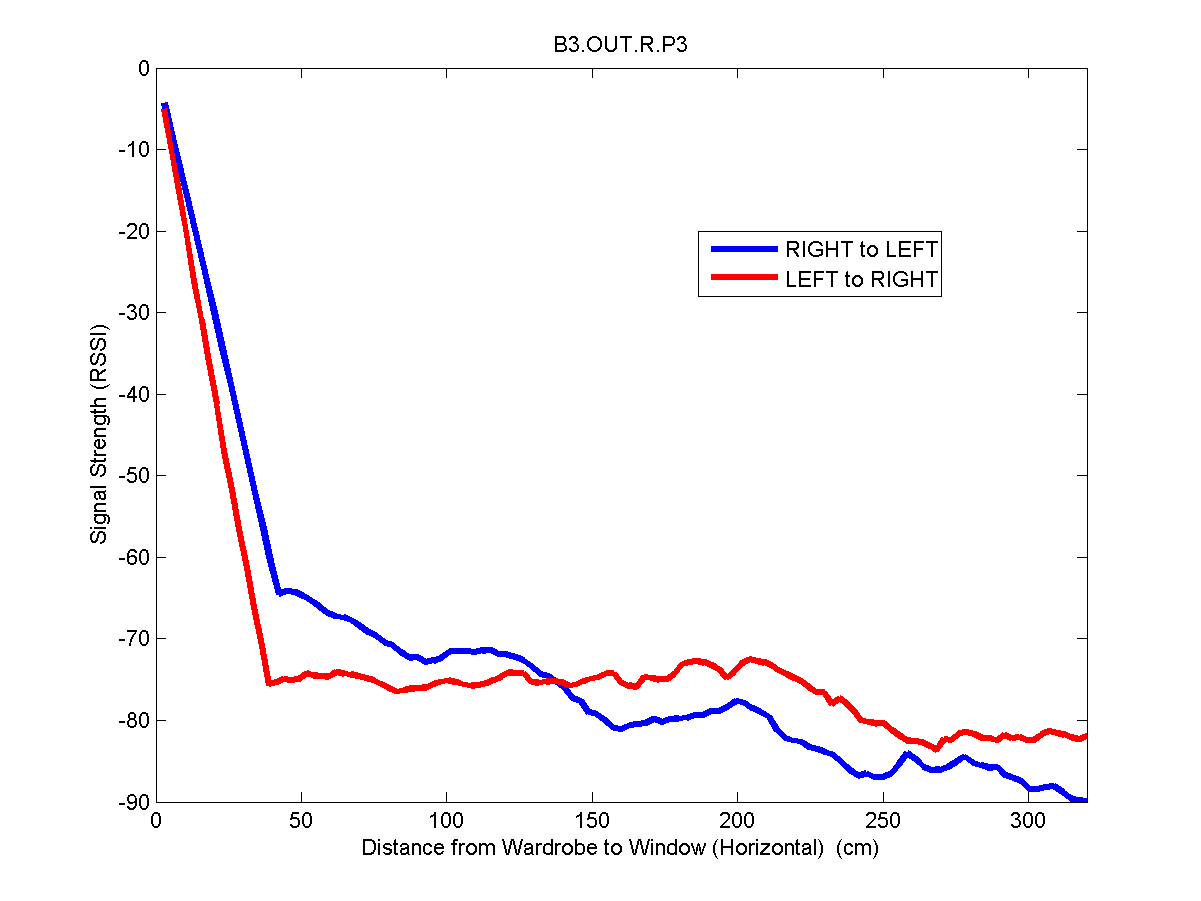 B3.OUT.R.P3
0
-10
-20
-30
-40
-50
-60
-70
-80
-90
Signal Strength (RSSI)
RIGHT to LEFT
LEFT to RIGHT
0 50 100 150 200 250 300
Distance from Wardrobe to Window (Horizontal)  (cm)